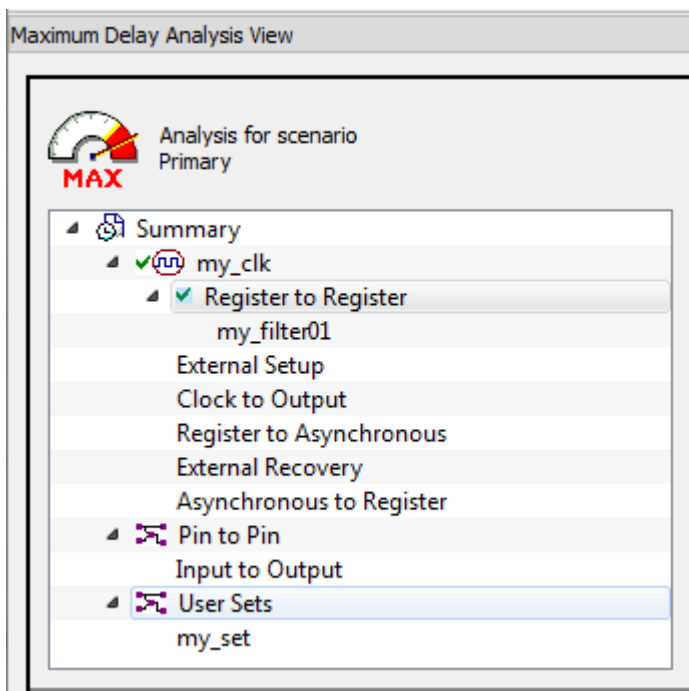 Maximum Delay Analysis View
Analysis for scenario
Primary
MAX
Summary
my_clk
Register to Register
my_filter01
External Setup
Clock to Output
Register to Asynchronous
External Recovery
Asynchronous to Register
Pin to Pin
Input to Output
User Sets
my_set